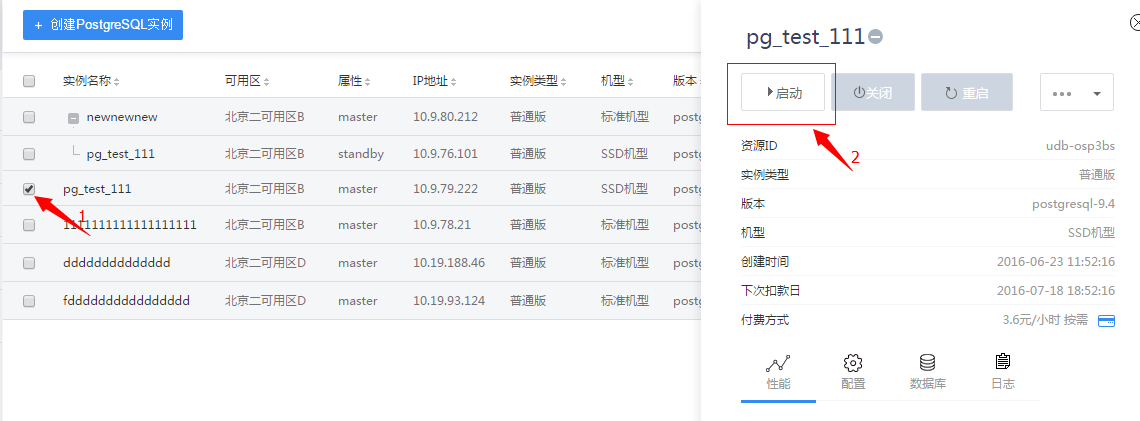 + 创建PostgreSQL实例
实例名称 可用区 属性 IP地址 实例类型 机型 版本
newnewnew 北京二可用区B master 10.9.80.212 普通版 标准机型 postg
pg_test_111 北京二可用区B standby 10.9.76.101 普通版 SSD机型 postg
pg_test_111 北京二可用区B master 10.9.79.222 普通版 SSD机型 postg
1
北京二可用区B master 10.9.78.21 普通版 标准机型 postg
dddddddddddddd 北京二可用区D master 10.19.188.46 普通版 标准机型 postg
fdddddddddddddddd 北京二可用区D master 10.19.93.124 普通版 标准机型 postg
pg_test_111
启动 关闭 重启
2
资源ID udb-osp3bs
实例类型 普通版
版本 postgresql-9.4
机型 SSD机型
创建时间 2016-06-23 11:52:16
下次扣款日 2016-07-18 18:52:16
付费方式 3.6元/小时 按需
性能 配置 数据库 日志